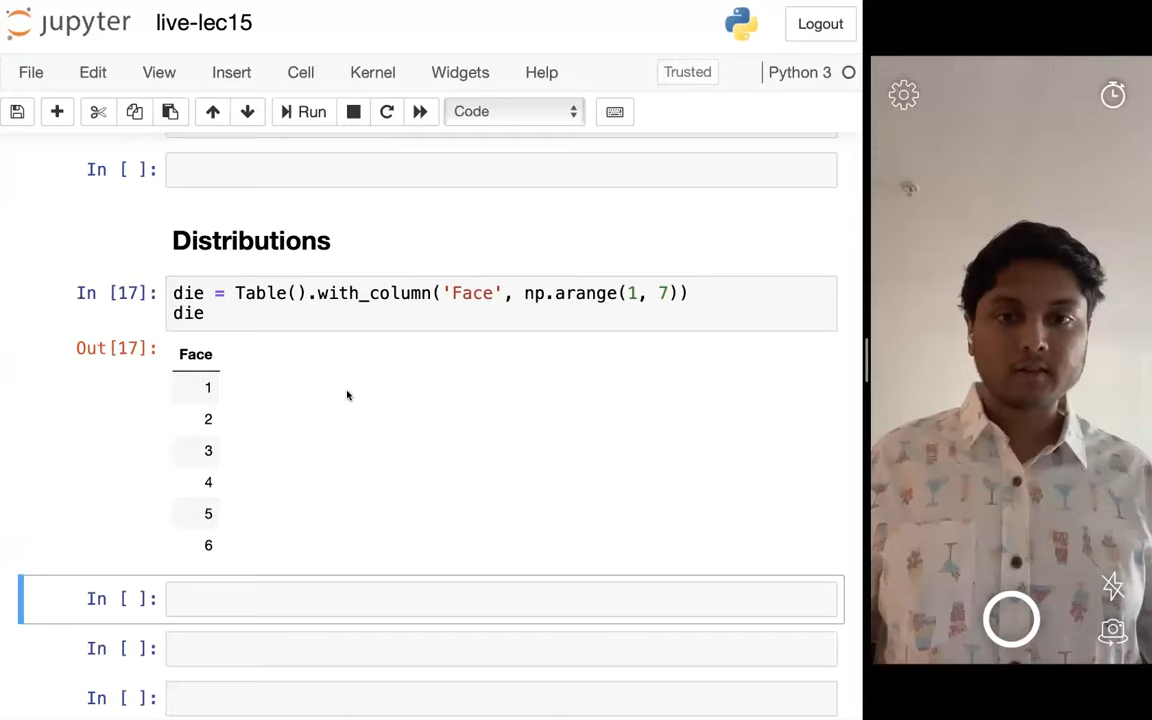 jupyter live-lec15 Logout
File Edit View Insert Cell Kernel Widgets Help Trusted Python 3
Run Code
In [ ]:
Distributions
In [17]: die = Table().with_column('Face', np.arange(1, 7))
die
Out[17]: Face
1
2
3
4
5
6
In [ ]:
In [ ]:
In [ ]: